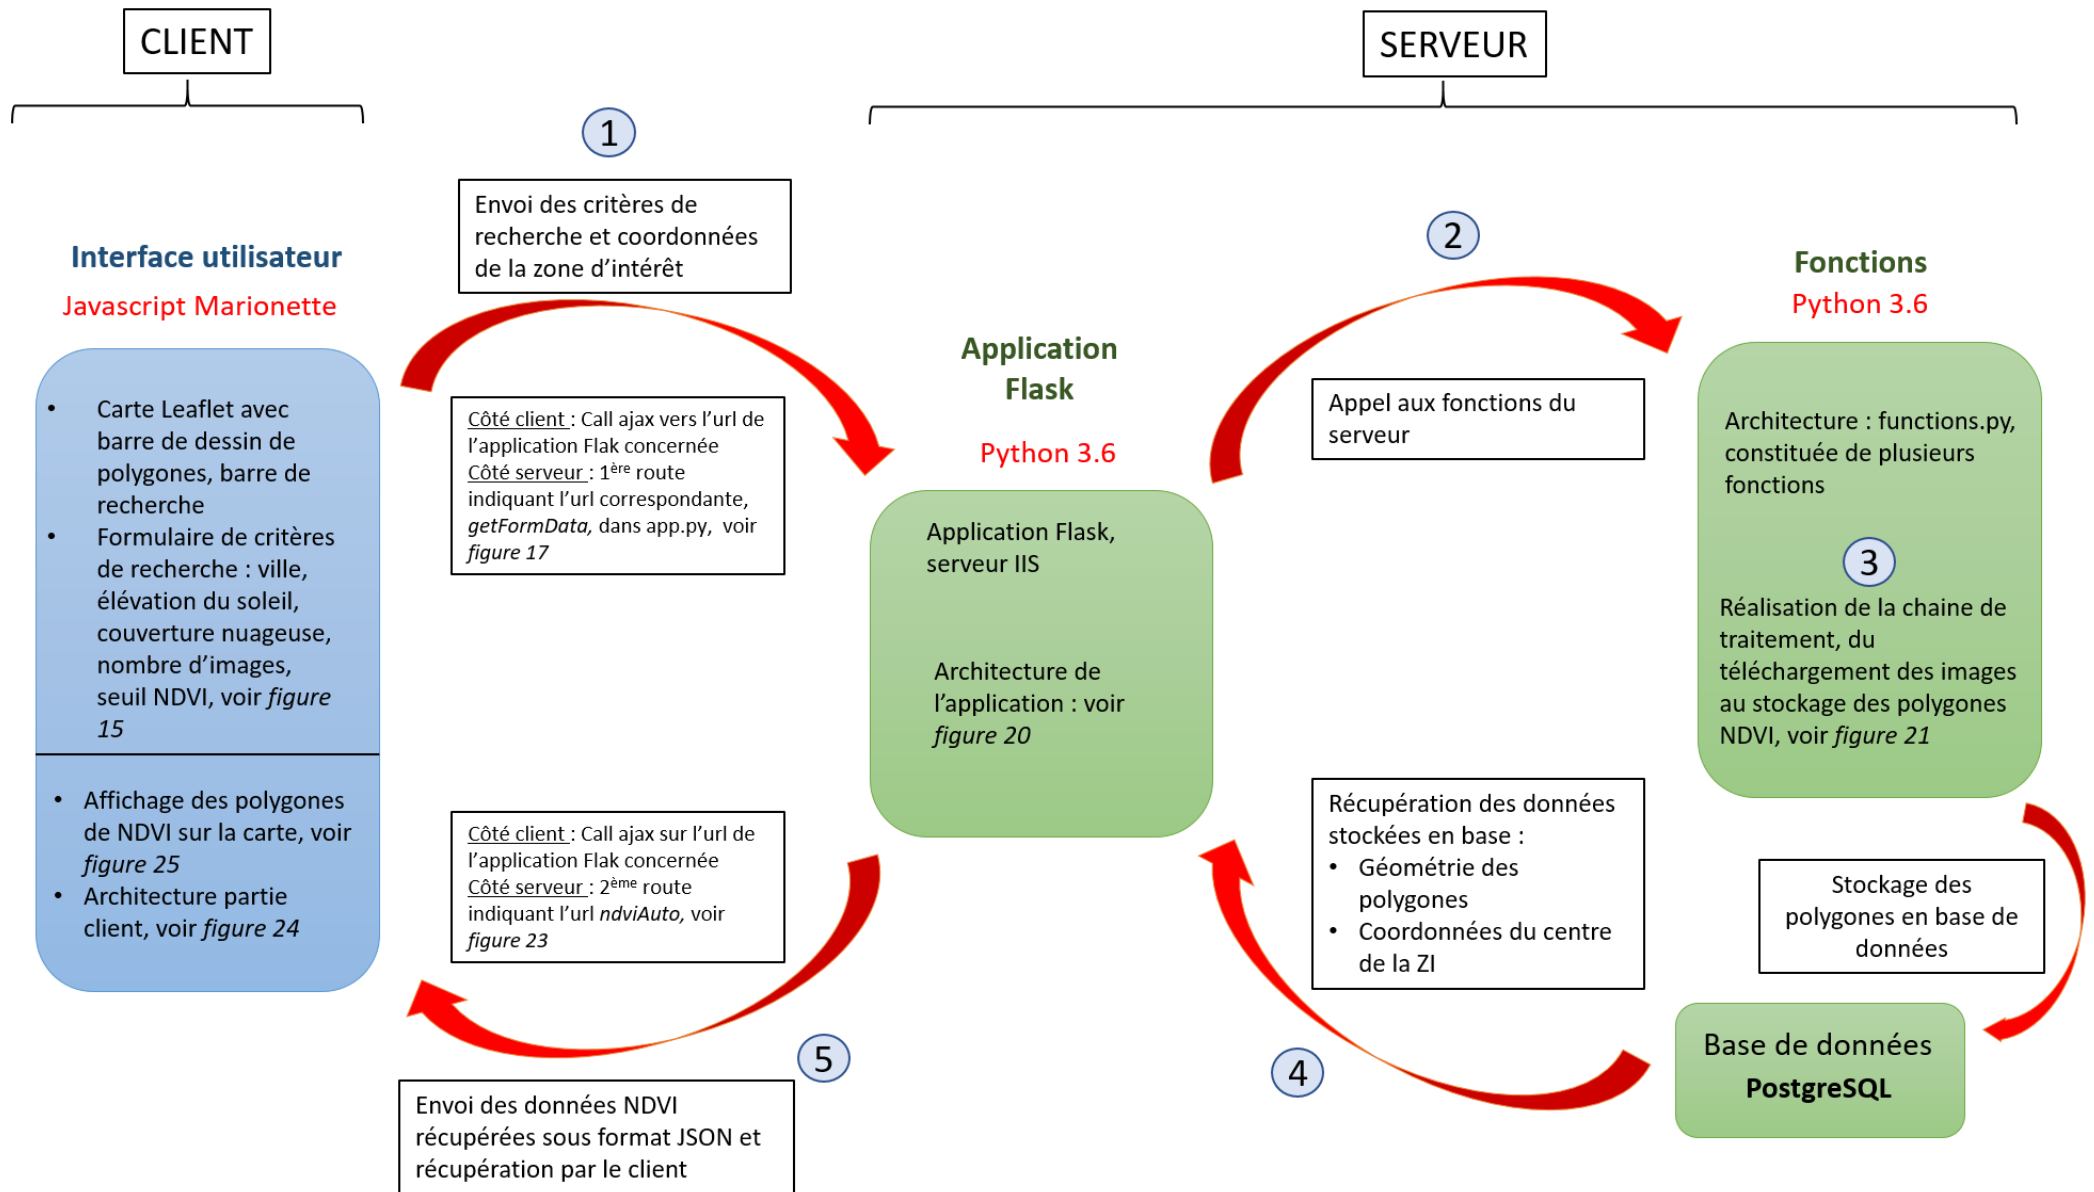 CLIENT
SERVEUR
1
Envoi des critères de
recherche et coordonnées
de la zone d’intérêt
2
Interface utilisateur
Javascript Marionette
Fonctions
Python 3.6
Application
Flask
Python 3.6
• Carte Leaflet avec
barre de dessin de
polygones, barre de
recherche
• Formulaire de critères
de recherche : ville,
élévation du soleil,
couverture nuageuse,
nombre d’images,
seuil NDVI, voir figure
15
• Affichage des polygones
de NDVI sur la carte, voir
figure 25
• Architecture partie
client, voir figure 24
Côté client : Call ajax vers l’url de
l’application Flak concernée
Côté serveur : 1ère route
indiquant l’url correspondante,
getFormData, dans app.py, voir
figure 17
Appel aux fonctions du
serveur
Application Flask,
serveur IIS
Architecture de
l’application : voir
figure 20
Architecture : functions.py,
constituée de plusieurs
fonctions
3
Réalisation de la chaine de
traitement, du
téléchargement des images
au stockage des polygones
NDVI, voir figure 21
Côté client : Call ajax sur l’url de
l’application Flak concernée
Côté serveur : 2ème route
indiquant l’url ndviAuto, voir
figure 23
Récupération des données
stockées en base :
• Géométrie des
polygones
• Coordonnées du centre
de la ZI
Stockage des
polygones en base de
données
Base de données
PostgreSQL
4
5
Envoi des données NDVI
récupérées sous format JSON et
récupération par le client